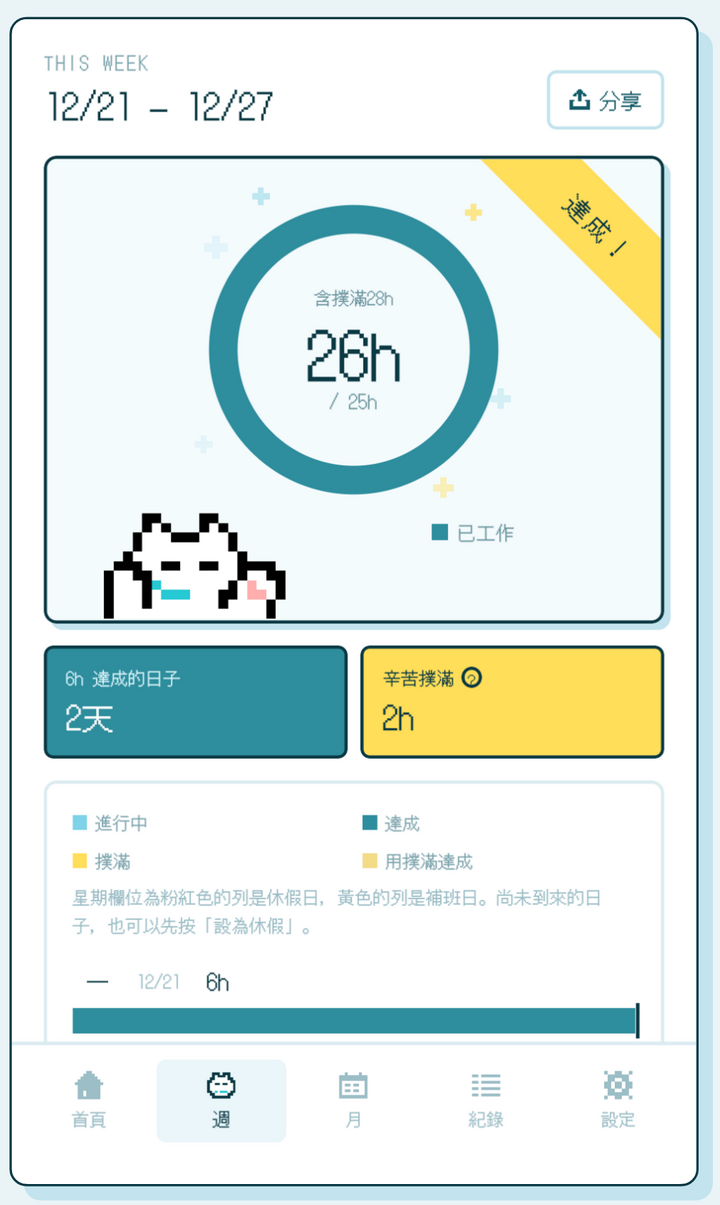 THIS WEEK
12/21 – 12/27
分享
達成！
含撲滿28h
26h
/ 25h
已工作
6h 達成的日子
2天
辛苦撲滿 ?
2h
進行中
達成
撲滿
用撲滿達成
星期欄位為粉紅色的列是休假日，黃色的列是補班日。尚未到來的日
子，也可以先按「設為休假」。
一 12/21 6h
首頁
週
月
紀錄
設定